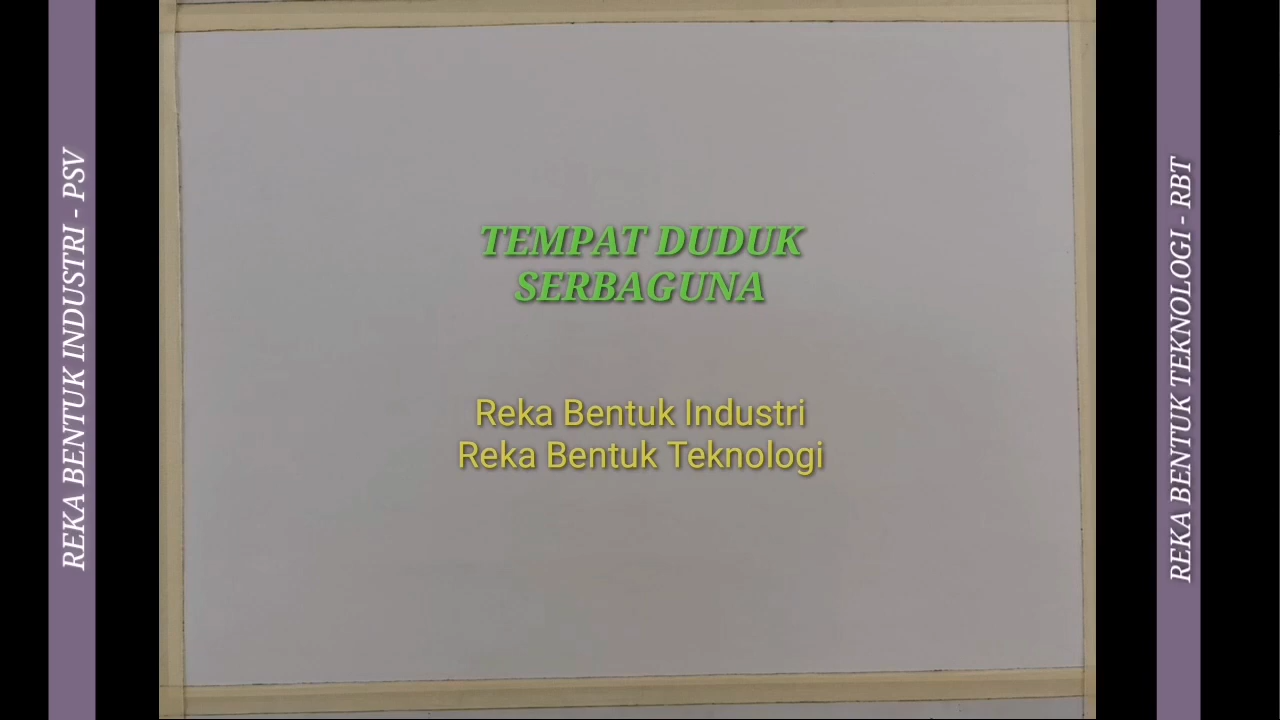 REKA BENTUK INDUSTRI - PSV
TEMPAT DUDUK
SERBAGUNA
Reka Bentuk Industri
Reka Bentuk Teknologi
REKA BENTUK TEKNOLOGI - RBT